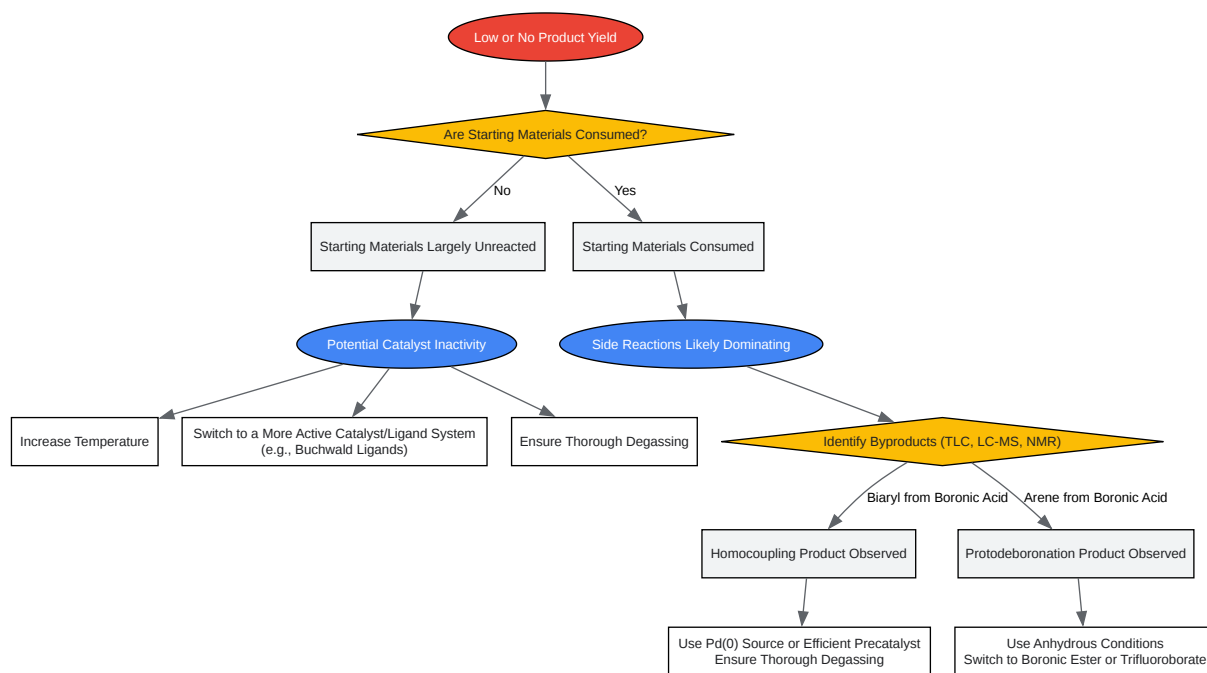 Low or No Product Yield
Are Starting Materials Consumed?
No
Yes
Starting Materials Largely Unreacted
Starting Materials Consumed
Potential Catalyst Inactivity
Side Reactions Likely Dominating
Increase Temperature
Switch to a More Active Catalyst/Ligand System
(e.g., Buchwald Ligands)
Ensure Thorough Degassing
Identify Byproducts (TLC, LC-MS, NMR)
Biaryl from Boronic Acid
Arene from Boronic Acid
Homocoupling Product Observed
Protodeboronation Product Observed
Use Pd(0) Source or Efficient Precatalyst
Ensure Thorough Degassing
Use Anhydrous Conditions
Switch to Boronic Ester or Trifluoroborate